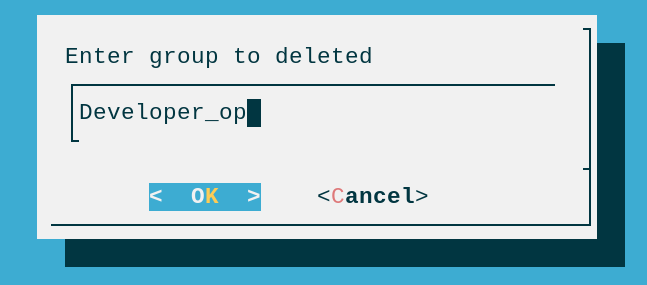 Enter group to deleted
Developer_op
< OK > <Cancel>